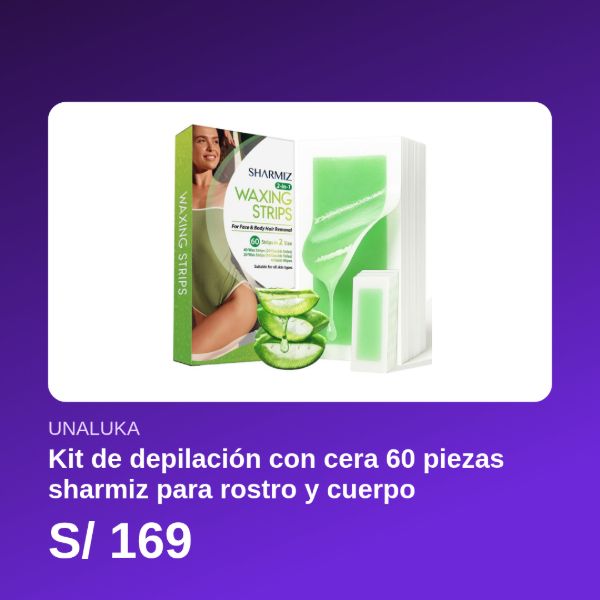 SHARMIZ
2-in-1
WAXING
STRIPS
For Face & Body Hair Removal
60 Strips in 2 Size
Suitable for all skin types
WAXING STRIPS
UNALUKA
Kit de depilación con cera 60 piezas
sharmiz para rostro y cuerpo
S/ 169